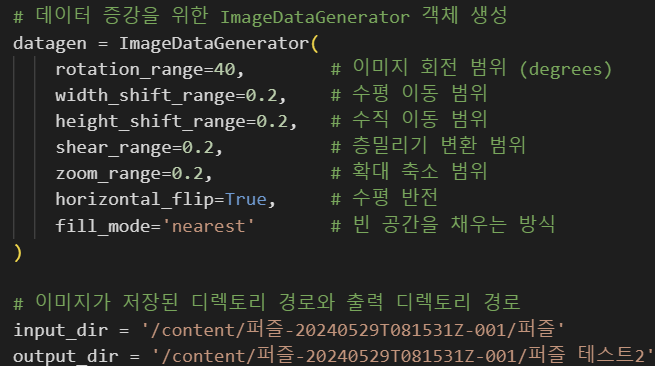 # 데이터 증강을 위한 ImageDataGenerator 객체 생성
datagen = ImageDataGenerator(
    rotation_range=40,        # 이미지 회전 범위 (degrees)
    width_shift_range=0.2,    # 수평 이동 범위
    height_shift_range=0.2,   # 수직 이동 범위
    shear_range=0.2,          # 층밀리기 변환 범위
    zoom_range=0.2,           # 확대 축소 범위
    horizontal_flip=True,     # 수평 반전
    fill_mode='nearest'       # 빈 공간을 채우는 방식
)
# 이미지가 저장된 디렉토리 경로와 출력 디렉토리 경로
input_dir = '/content/퍼즐-20240529T081531Z-001/퍼즐'
output_dir = '/content/퍼즐-20240529T081531Z-001/퍼즐 테스트2'